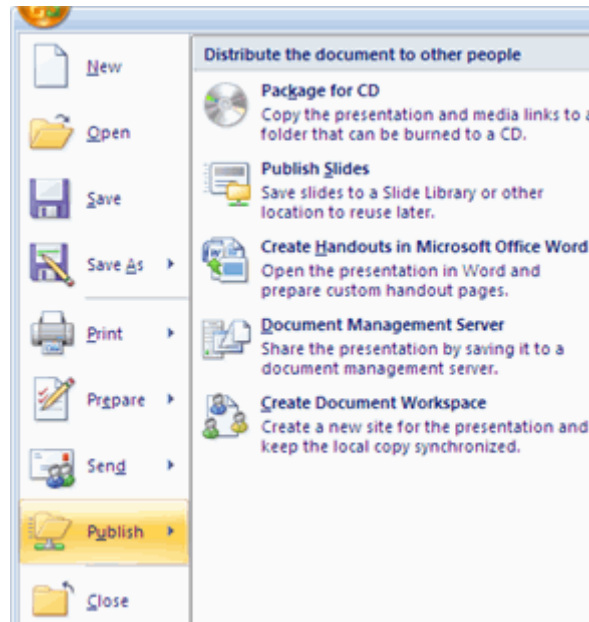 New
Open
Save
Save As
Print
Prepare
Send
Publish
Close
Distribute the document to other people
Package for CD
Copy the presentation and media links to a
folder that can be burned to a CD.
Publish Slides
Save slides to a Slide Library or other
location to reuse later.
Create Handouts in Microsoft Office Word
Open the presentation in Word and
prepare custom handout pages.
Document Management Server
Share the presentation by saving it to a
document management server.
Create Document Workspace
Create a new site for the presentation and
keep the local copy synchronized.